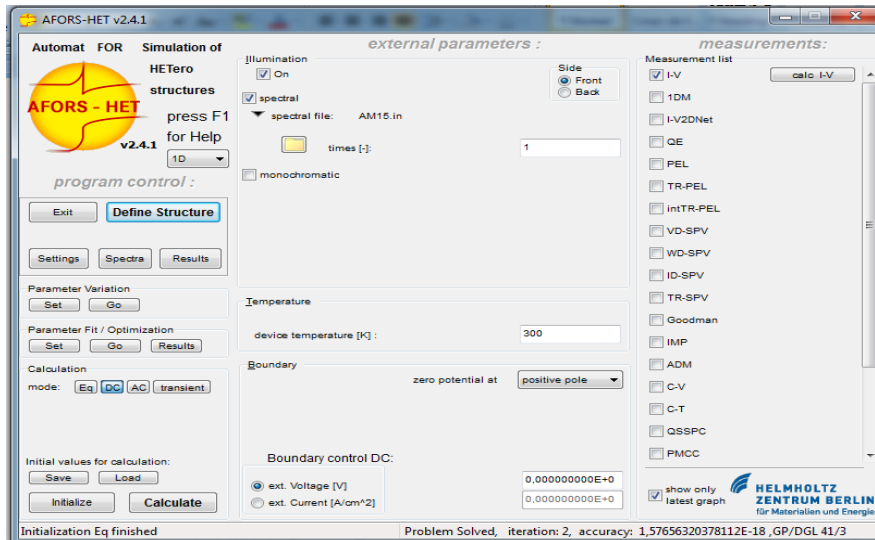 AFORS-HET v2.4.1
Automat FOR Simulation of
HETero
structures
AFORS - HET
press F1
for Help
v2.4.1
1D
program control :
Exit
Define Structure
Settings
Spectra
Results
Parameter Variation
Set
Go
Parameter Fit / Optimization
Set
Go
Results
Calculation
mode:
Eq
DC
AC
transient
Initial values for calculation:
Save
Load
Initialize
Calculate
external parameters :
Illumination
On
Side
Front
Back
spectral
spectral file: AM15.in
times [-]:
1
monochromatic
Temperature
device temperature [K] :
300
Boundary
zero potential at
positive pole
Boundary control DC:
ext. Voltage [V]
0,000000000E+0
ext. Current [A/cm^2]
0,000000000E+0
measurements:
Measurement list
I-V
calc I-V
1DM
I-V2DNet
QE
PEL
TR-PEL
intTR-PEL
VD-SPV
WD-SPV
ID-SPV
TR-SPV
Goodman
IMP
ADM
C-V
C-T
QSSPC
PMCC
show only
latest graph
HELMHOLTZ
ZENTRUM BERLIN
für Materialien und Energie
Initialization Eq finished
Problem Solved, iteration: 2, accuracy: 1,57656320378112E-18 ,GP/DGL 41/3